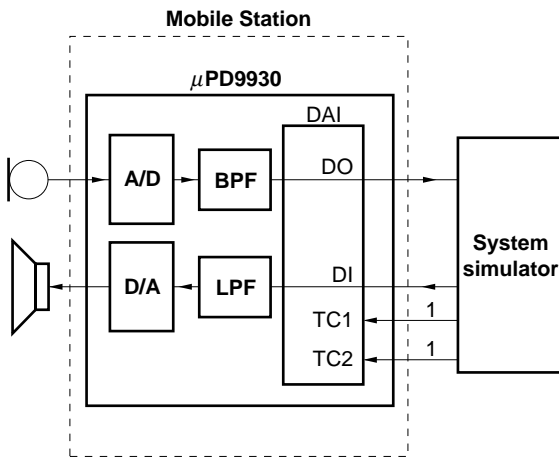 Mobile Station
μPD9930
DAI
A/D
BPF
DO
D/A
LPF
DI
TC1
TC2
1
1
System
simulator